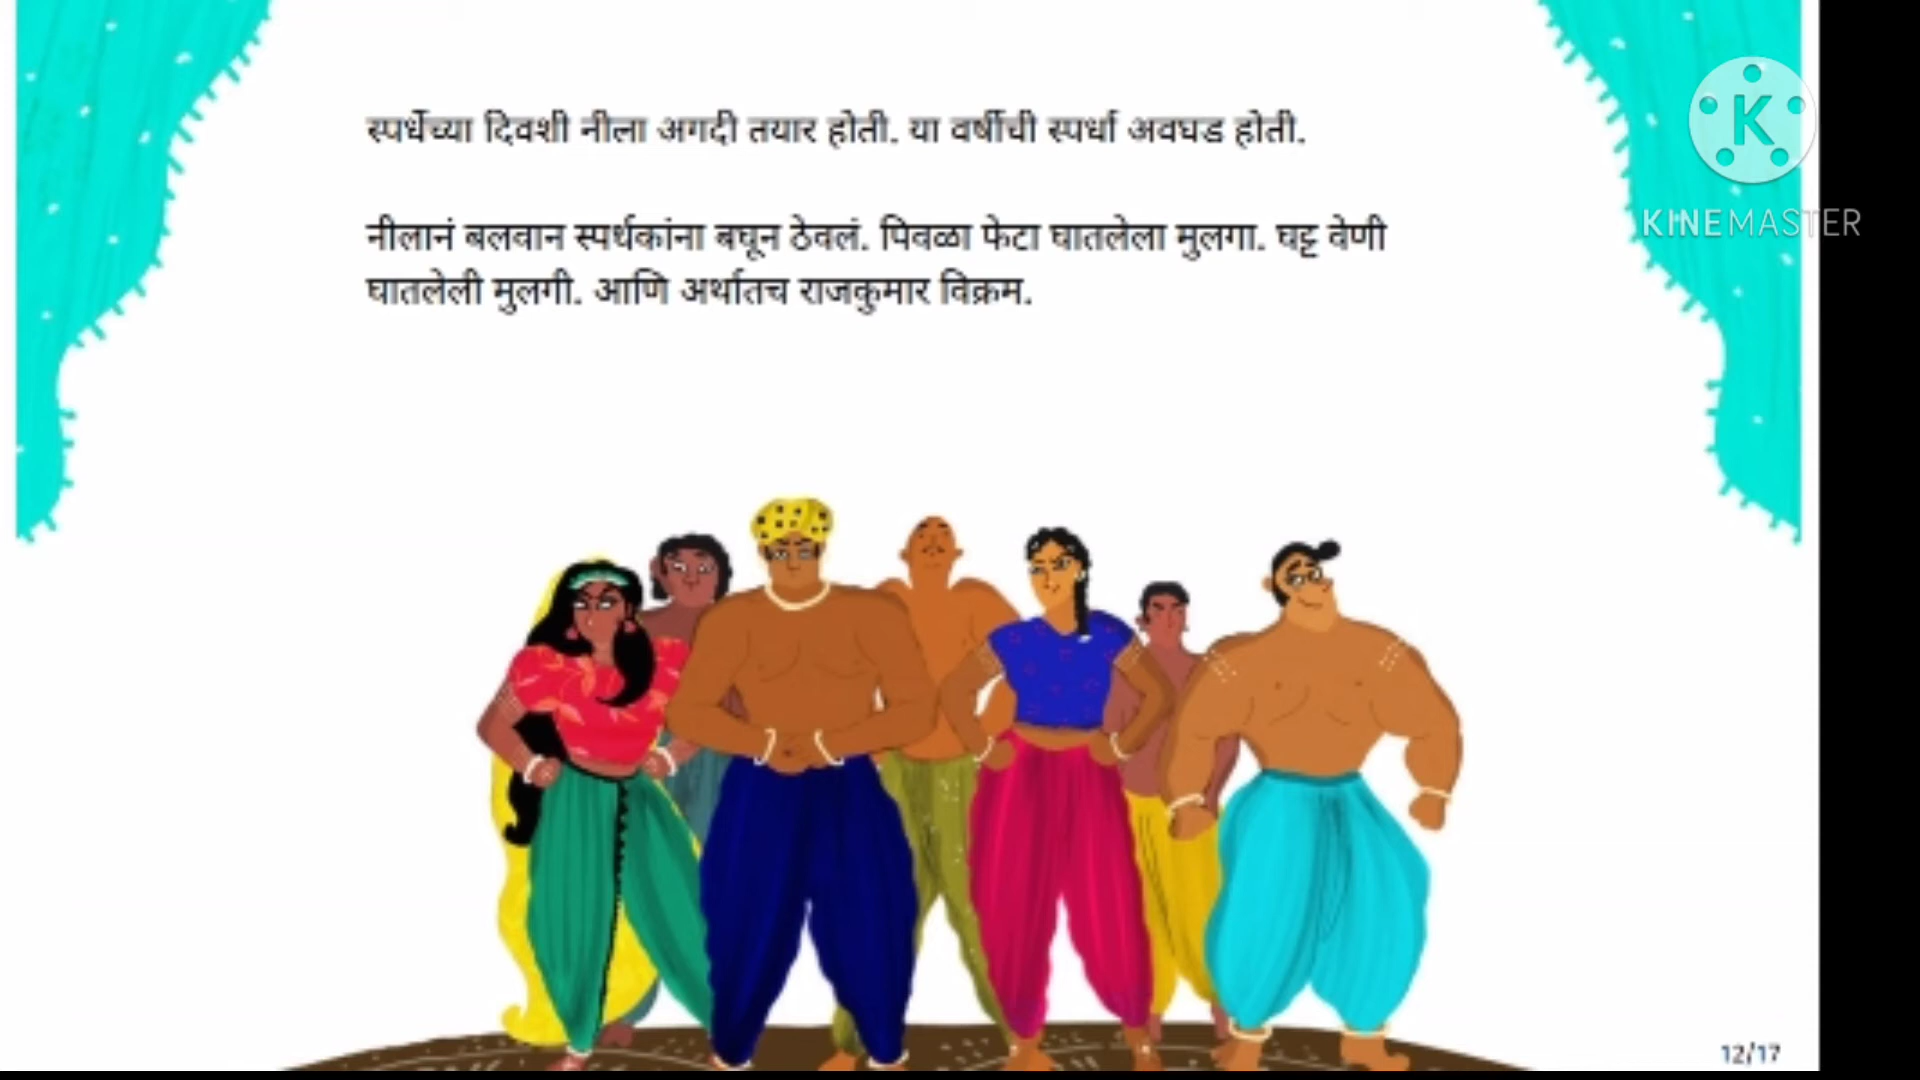 स्पर्धेच्या दिवशी नीला अगदी तयार होती. या वर्षीची स्पर्धा अवघड होती.
नीलानं बलवान स्पर्धकांना बघून ठेवलं. पिवळा फेटा घातलेला मुलगा. घट्ट वेणी
घातलेली मुलगी. आणि अर्थातच राजकुमार विक्रम.
K
KINEMASTER
12/17